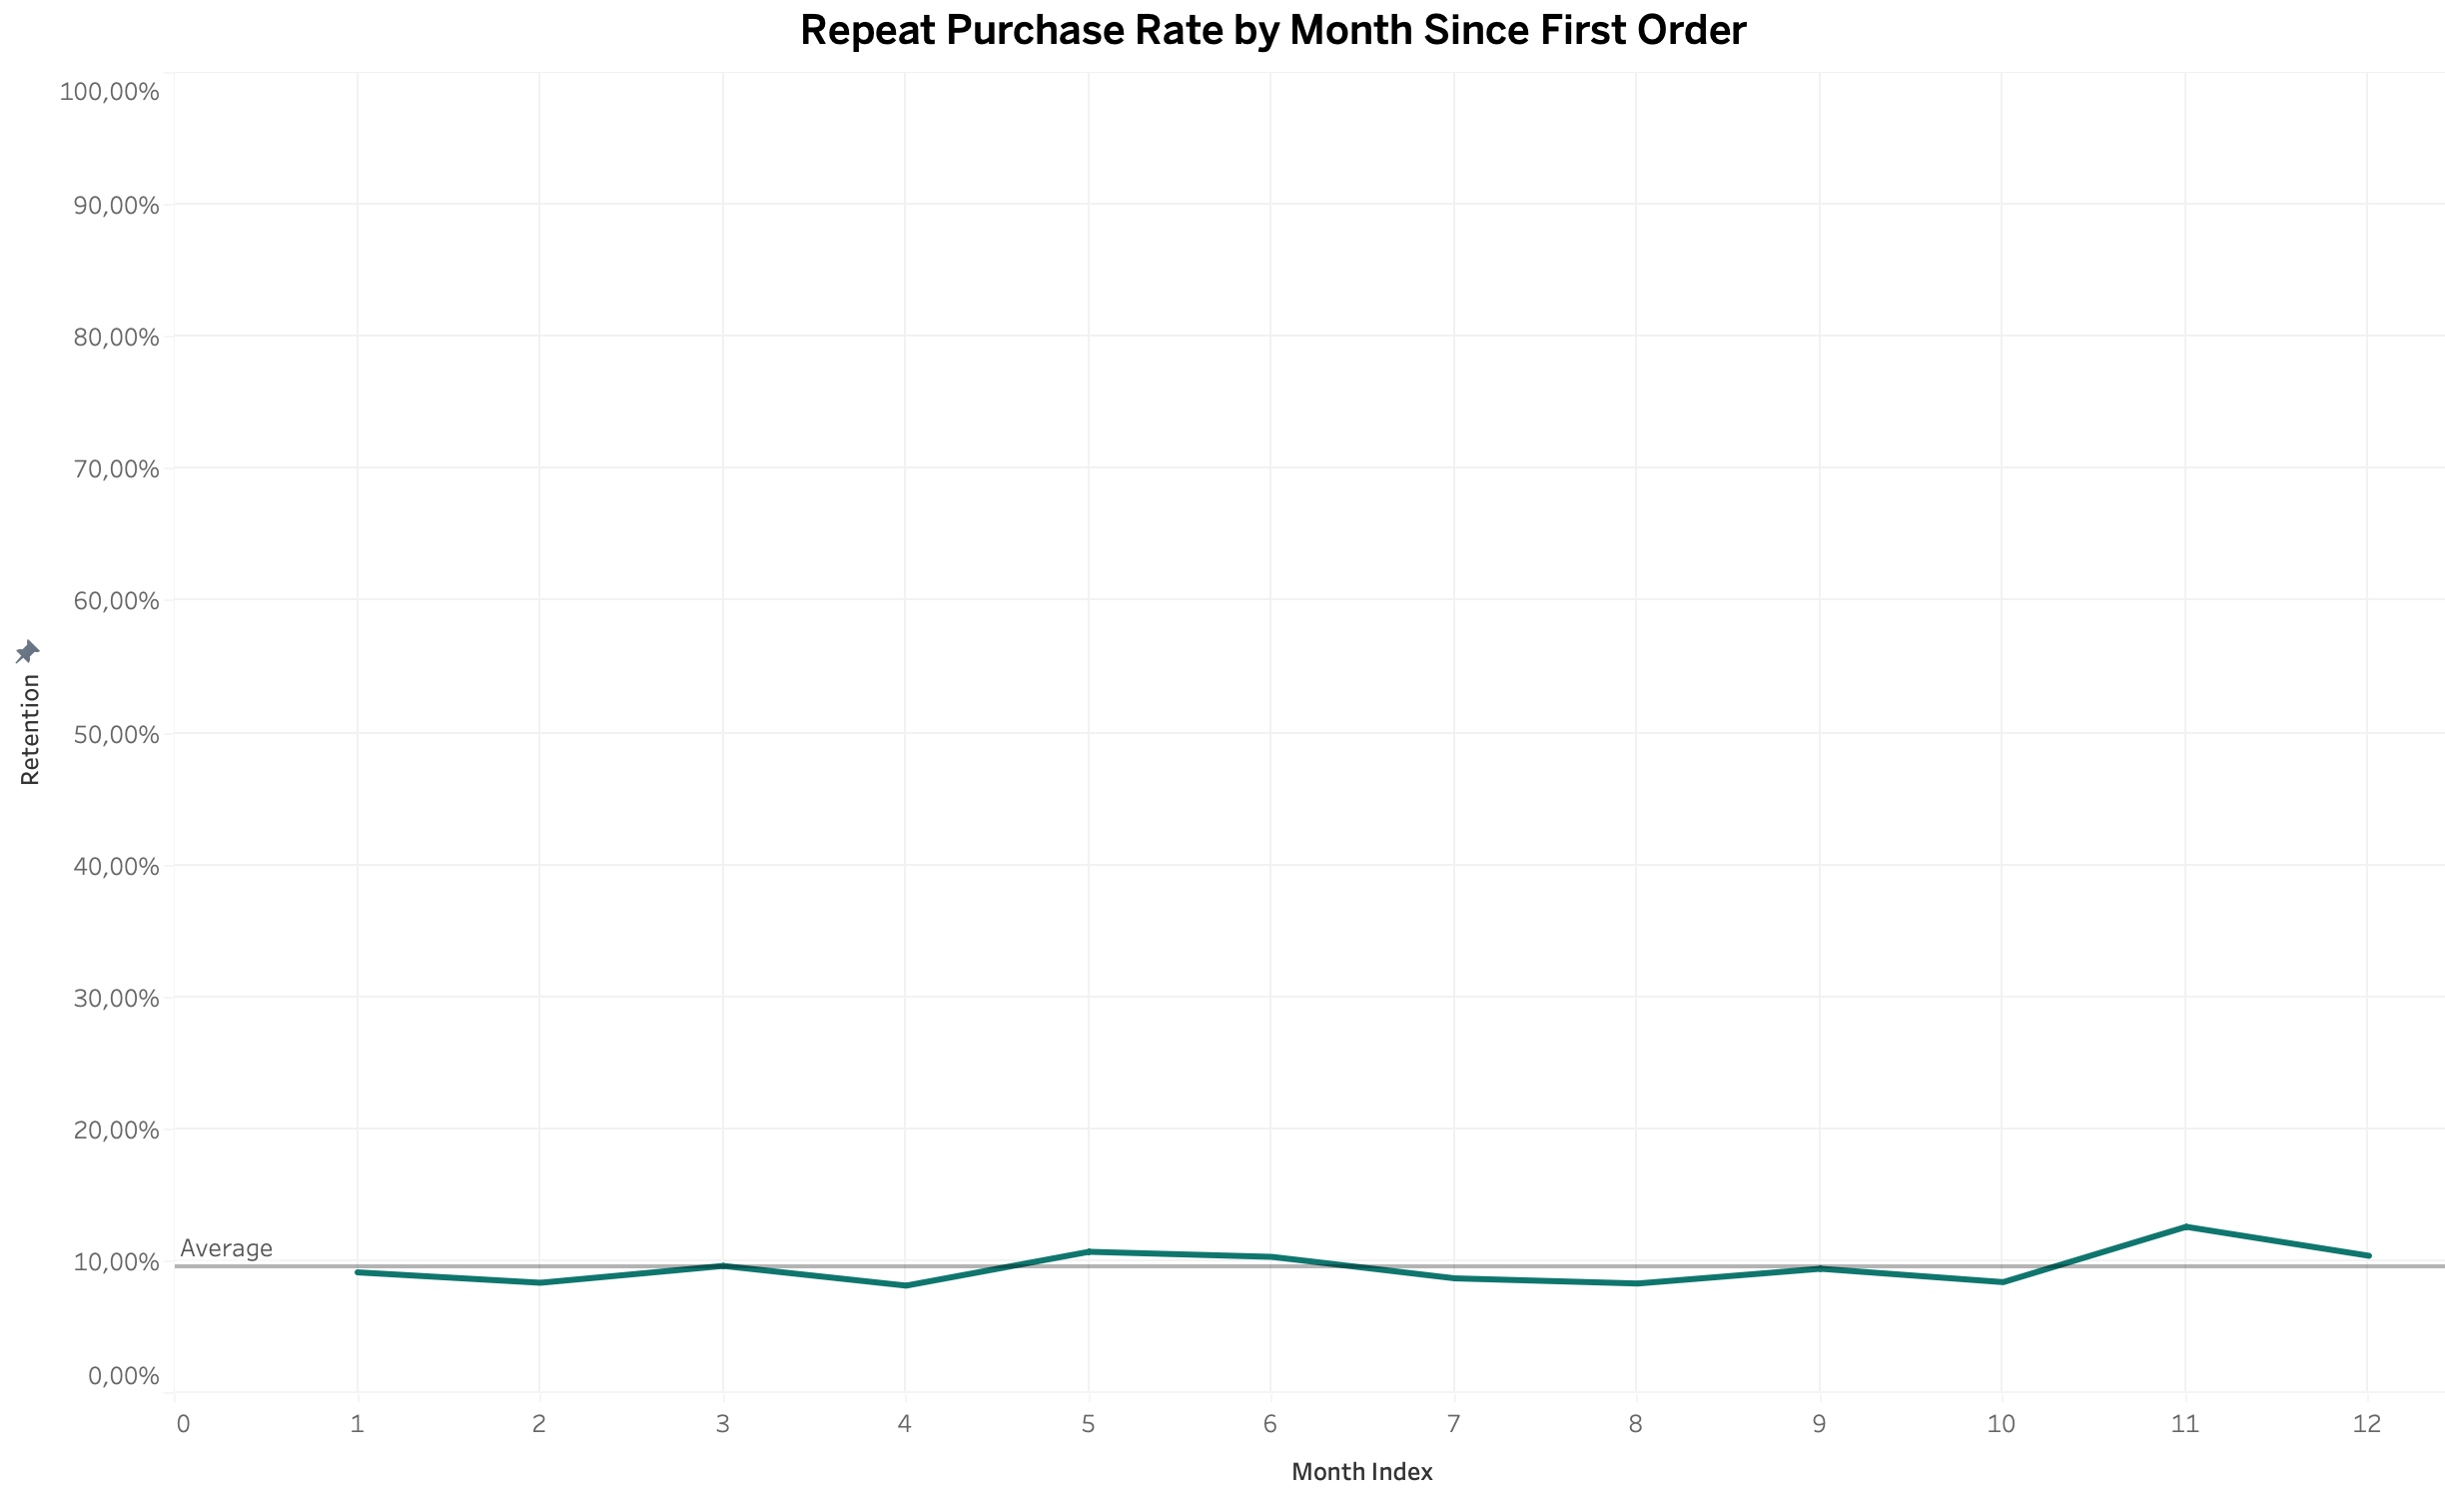 Repeat Purchase Rate by Month Since First Order
100,00%
90,00%
80,00%
70,00%
60,00%
50,00%
40,00%
30,00%
20,00%
10,00%
0,00%
Retention
Average
0 1 2 3 4 5 6 7 8 9 10 11 12
Month Index